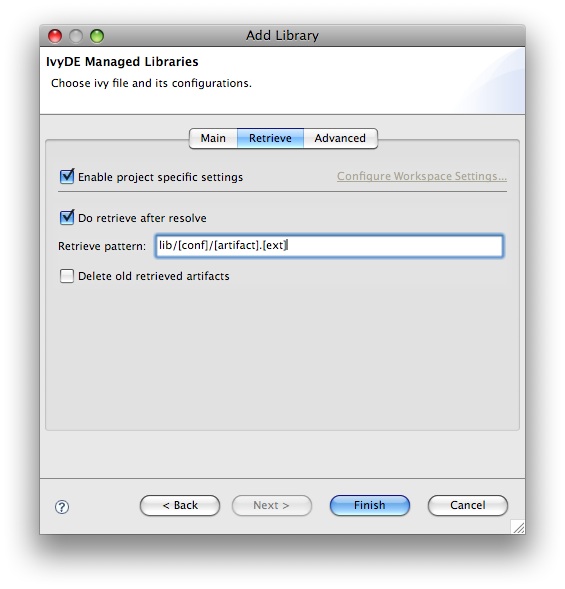 Add Library
IvyDE Managed Libraries
Choose ivy file and its configurations.
Main Retrieve Advanced
Enable project specific settings Configure Workspace Settings...
Do retrieve after resolve
Retrieve pattern: lib/[conf]/[artifact].[ext]
Delete old retrieved artifacts
? < Back Next > Finish Cancel